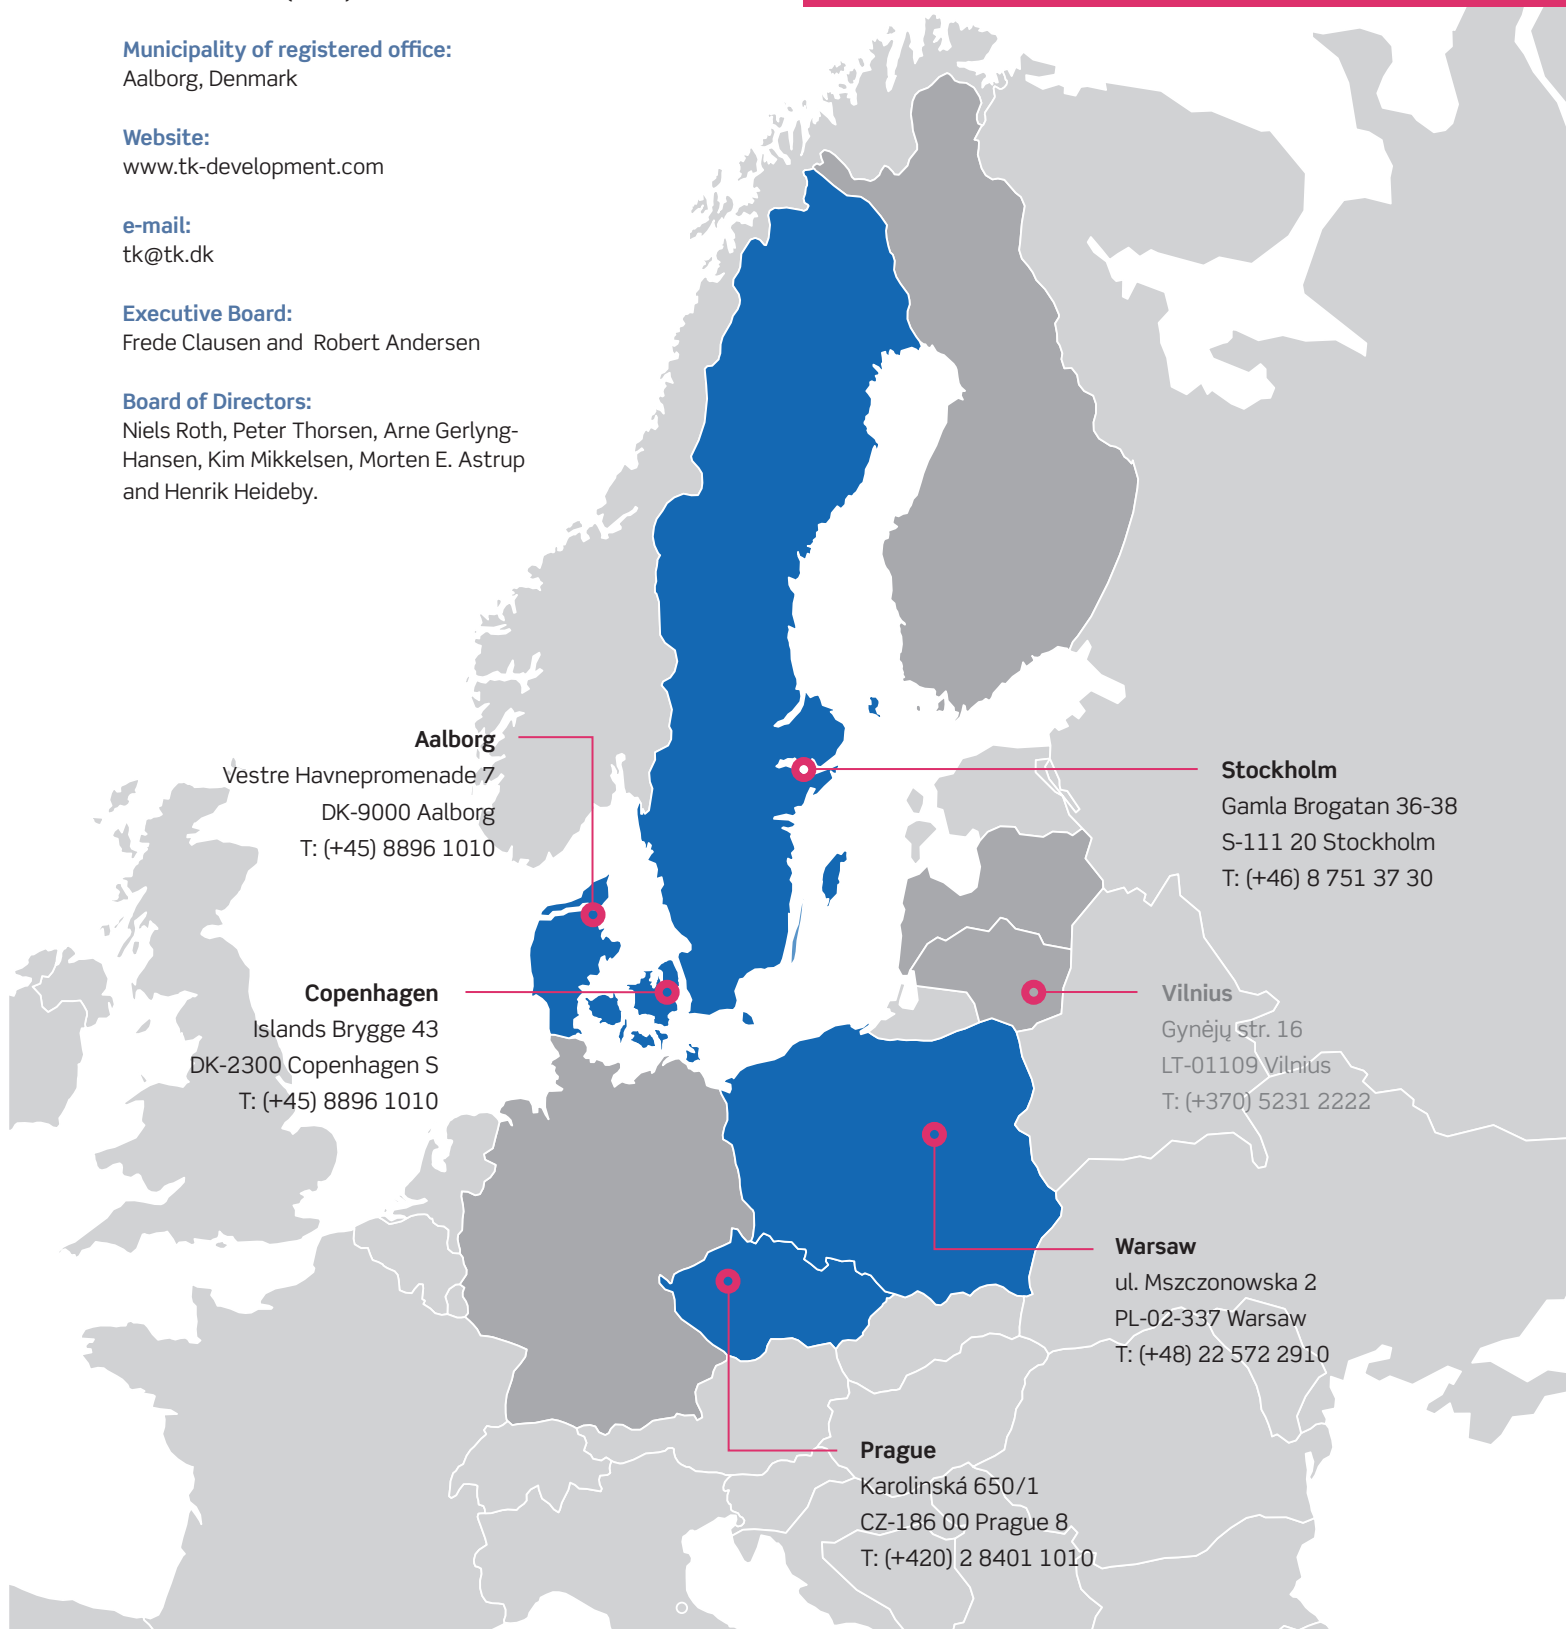 Municipality of registered office:
Aalborg, Denmark
Website:
www.tk-development.com
e-mail:
tk@tk.dk
Executive Board:
Frede Clausen and Robert Andersen
Board of Directors:
Niels Roth, Peter Thorsen, Arne Gerlyng-
Hansen, Kim Mikkelsen, Morten E. Astrup
and Henrik Heideby.
Aalborg
Vestre Havnepromenade 7
DK-9000 Aalborg
T: (+45) 8896 1010
Stockholm
Gamla Brogatan 36-38
S-111 20 Stockholm
T: (+46) 8 751 37 30
Copenhagen
Islands Brygge 43
DK-2300 Copenhagen S
T: (+45) 8896 1010
Vilnius
Gynėjų str. 16
LT-01109 Vilnius
T: (+370) 5231 2222
Warsaw
ul. Mszczonowska 2
PL-02-337 Warsaw
T: (+48) 22 572 2910
Prague
Karolinská 650/1
CZ-186 00 Prague 8
T: (+420) 2 8401 1010